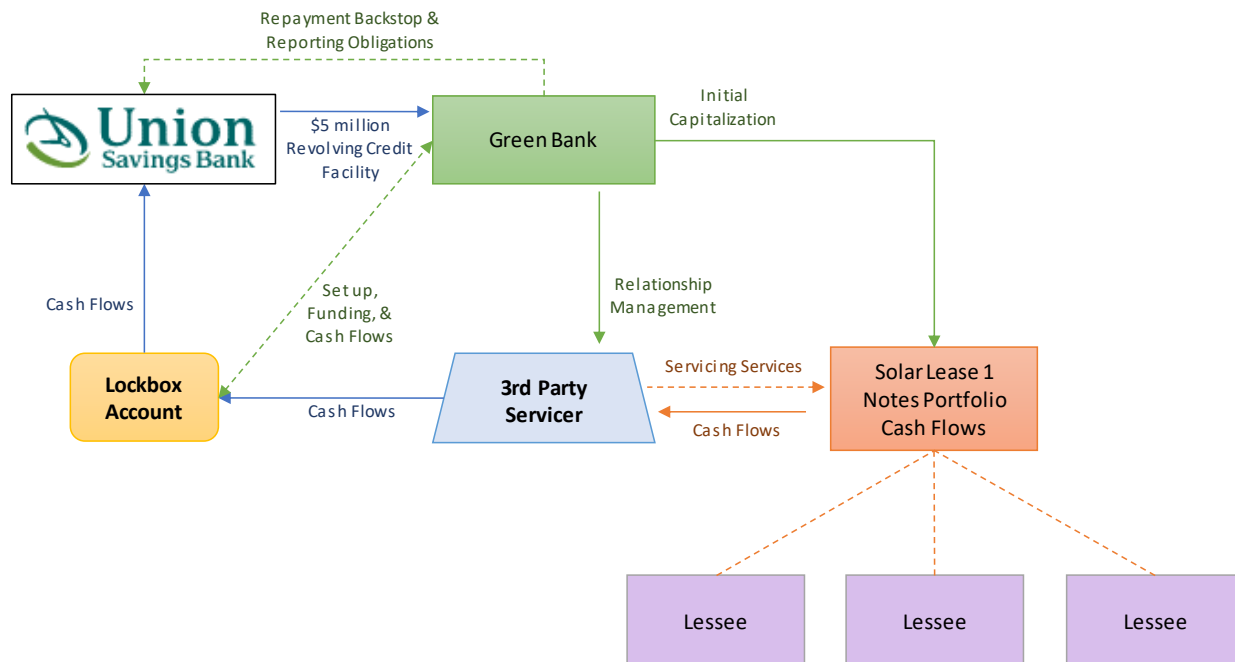 Repayment Backstop &
Reporting Obligations
Union
Savings Bank
$5 million
Revolving Credit
Facility
Green Bank
Initial
Capitalization
Cash Flows
Set up,
Funding, &
Cash Flows
Relationship
Management
Lockbox
Account
Cash Flows
3rd Party
Servicer
Servicing Services
Cash Flows
Solar Lease 1
Notes Portfolio
Cash Flows
Lessee
Lessee
Lessee